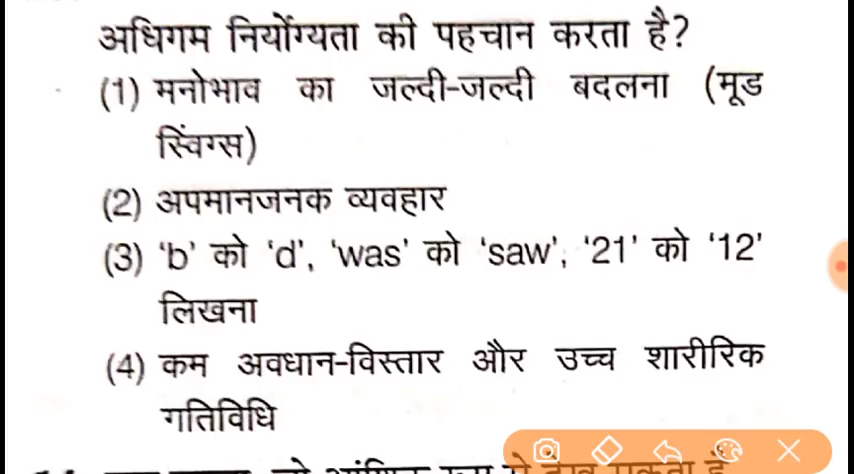 अधिगम निर्योग्यता की पहचान करता है?
(1) मनोभाव का जल्दी-जल्दी बदलना (मूड
स्विंग्स)
(2) अपमानजनक व्यवहार
(3) 'b' को 'd', 'was' को 'saw', '21' को '12'
लिखना
(4) कम अवधान-विस्तार और उच्च शारीरिक
गतिविधि